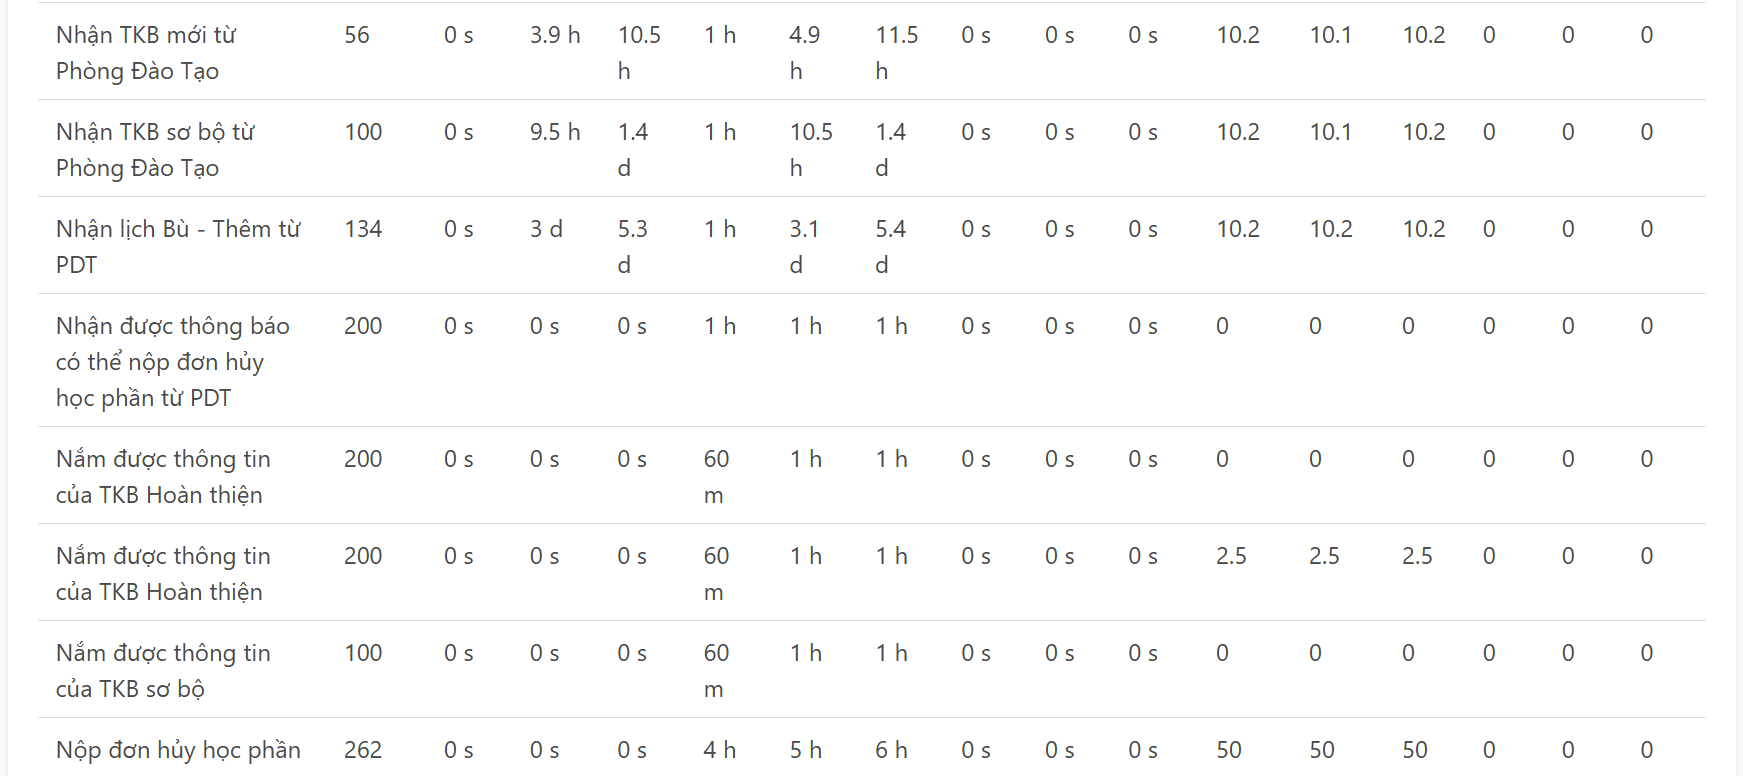 Nhận TKB mới từ 56 0 s 3.9 h 10.5 1 h 4.9 11.5 0 s 0 s 0 s 10.2 10.1 10.2 0 0 0
Phòng Đào Tạo h h h
Nhận TKB sơ bộ từ 100 0 s 9.5 h 1.4 1 h 10.5 1.4 0 s 0 s 0 s 10.2 10.1 10.2 0 0 0
Phòng Đào Tạo d h d
Nhận lịch Bù - Thêm từ 134 0 s 3 d 5.3 1 h 3.1 5.4 0 s 0 s 0 s 10.2 10.2 10.2 0 0 0
PDT d d d
Nhận được thông báo 200 0 s 0 s 0 s 1 h 1 h 1 h 0 s 0 s 0 s 0 0 0 0 0 0
có thể nộp đơn hủy
học phần từ PDT
Nắm được thông tin 200 0 s 0 s 0 s 60 1 h 1 h 0 s 0 s 0 s 0 0 0 0 0 0
của TKB Hoàn thiện m
Nắm được thông tin 200 0 s 0 s 0 s 60 1 h 1 h 0 s 0 s 0 s 2.5 2.5 2.5 0 0 0
của TKB Hoàn thiện m
Nắm được thông tin 100 0 s 0 s 0 s 60 1 h 1 h 0 s 0 s 0 s 0 0 0 0 0 0
của TKB sơ bộ m
Nộp đơn hủy học phần 262 0 s 0 s 0 s 4 h 5 h 6 h 0 s 0 s 0 s 50 50 50 0 0 0